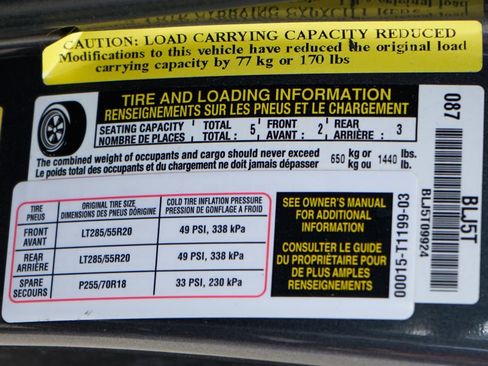 CAUTION: LOAD CARRYING CAPACITY REDUCED
Modifications to this vehicle have reduced the original load
carrying capacity by 77 kg or 170 lbs
TIRE AND LOADING INFORMATION
RENSEIGNEMENTS SUR LES PNEUS ET LE CHARGEMENT
SEATING CAPACITY TOTAL : 5 FRONT : 2 REAR : 3
NOMBRE DE PLACES: TOTAL : AVANT : ARRIÈRE :
The combined weight of occupants and cargo should never exceed 650 kg or 1440 lbs.
Le poids total des occupants et du chargement ne doit jamais dépasser kg ou lb.
TIRE
PNEUS
ORIGINAL TIRE SIZE
DIMENSIONS DES PNEUS DÓRIGINE
COLD TIRE INFLATION PRESSURE
PRESSION DE GONFLAGE A FROID
FRONT
AVANT
LT285/55R20
49 PSI, 338 kPa
REAR
ARRIÈRE
LT285/55R20
49 PSI, 338 kPa
SPARE
SECOURS
P255/70R18
33 PSI, 230 kPa
SEE OWNER'S MANUAL
FOR ADDITIONAL
INFORMATION
CONSULTER LE GUIDE
DU PROPRIÉTAIRE POUR
DE PLUS AMPLES
RENSEIGNEMENTS
00015-T1199-03
BLJ5T09924
087
BLJ5T